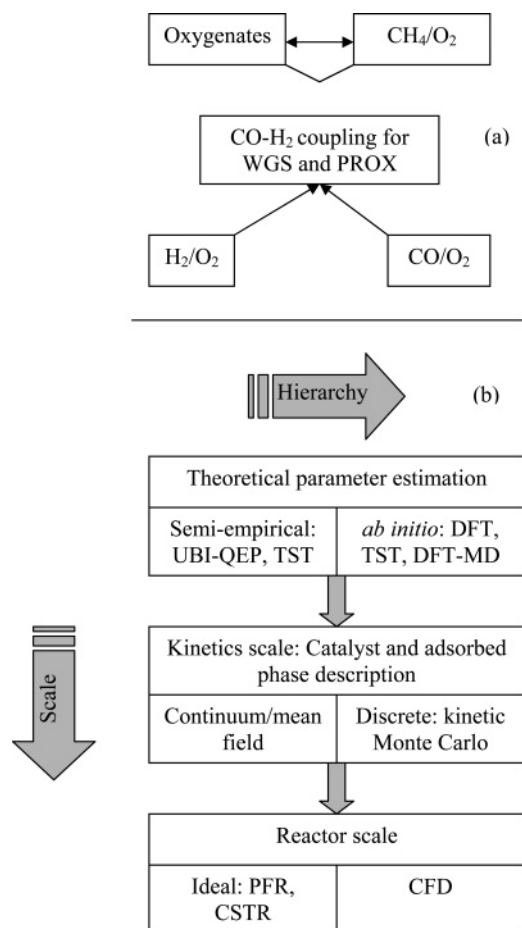 Oxygenates
CH₄/O₂
CO-H₂ coupling for
WGS and PROX
(a)
H₂/O₂
CO/O₂
Hierarchy
(b)
Theoretical parameter estimation
Semi-empirical:
UBI-QEP, TST
ab initio: DFT,
TST, DFT-MD
Scale
Kinetics scale: Catalyst and adsorbed
phase description
Continuum/mean
field
Discrete: kinetic
Monte Carlo
Reactor scale
Ideal: PFR,
CSTR
CFD